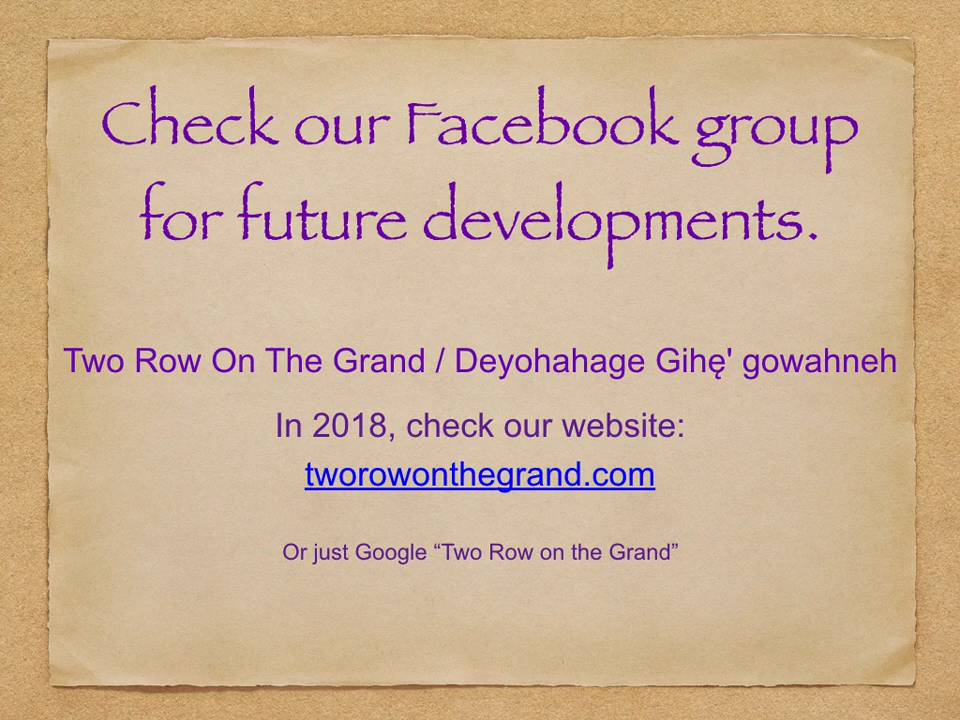 Check our Facebook group
for future developments.
Two Row On The Grand / Deyohahage Gihę' gowahneh
In 2018, check our website:
tworowonthegrand.com
Or just Google “Two Row on the Grand”